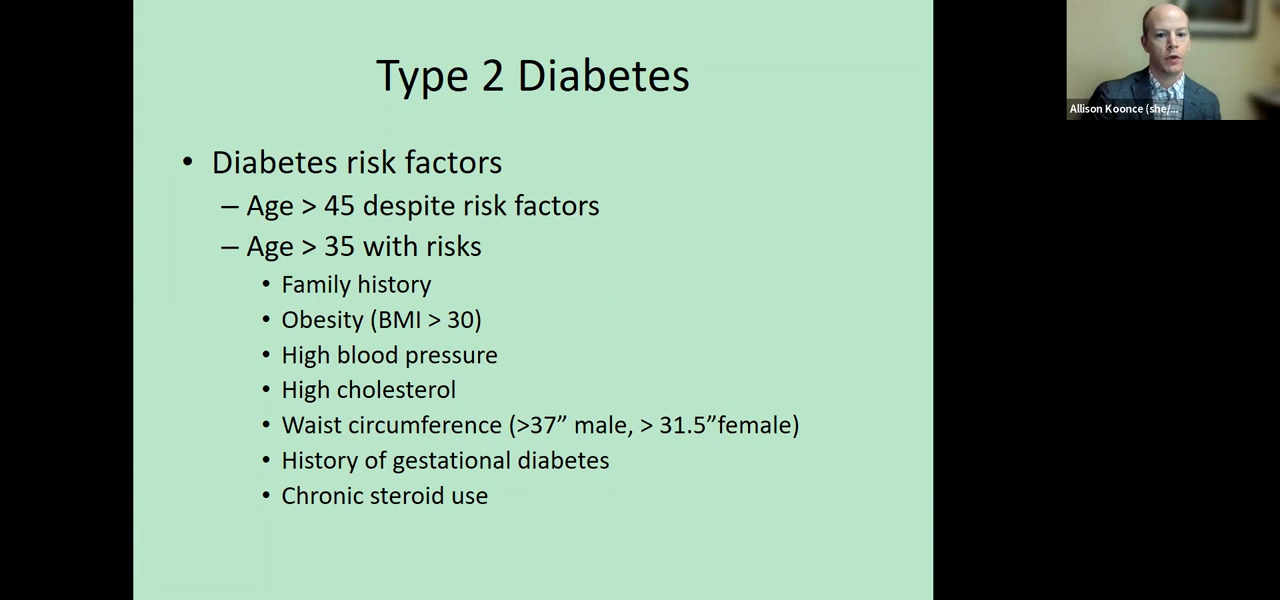 Type 2 Diabetes
• Diabetes risk factors
– Age > 45 despite risk factors
– Age > 35 with risks
• Family history
• Obesity (BMI > 30)
• High blood pressure
• High cholesterol
• Waist circumference (>37” male, > 31.5”female)
• History of gestational diabetes
• Chronic steroid use
Allison Koonce (she/...